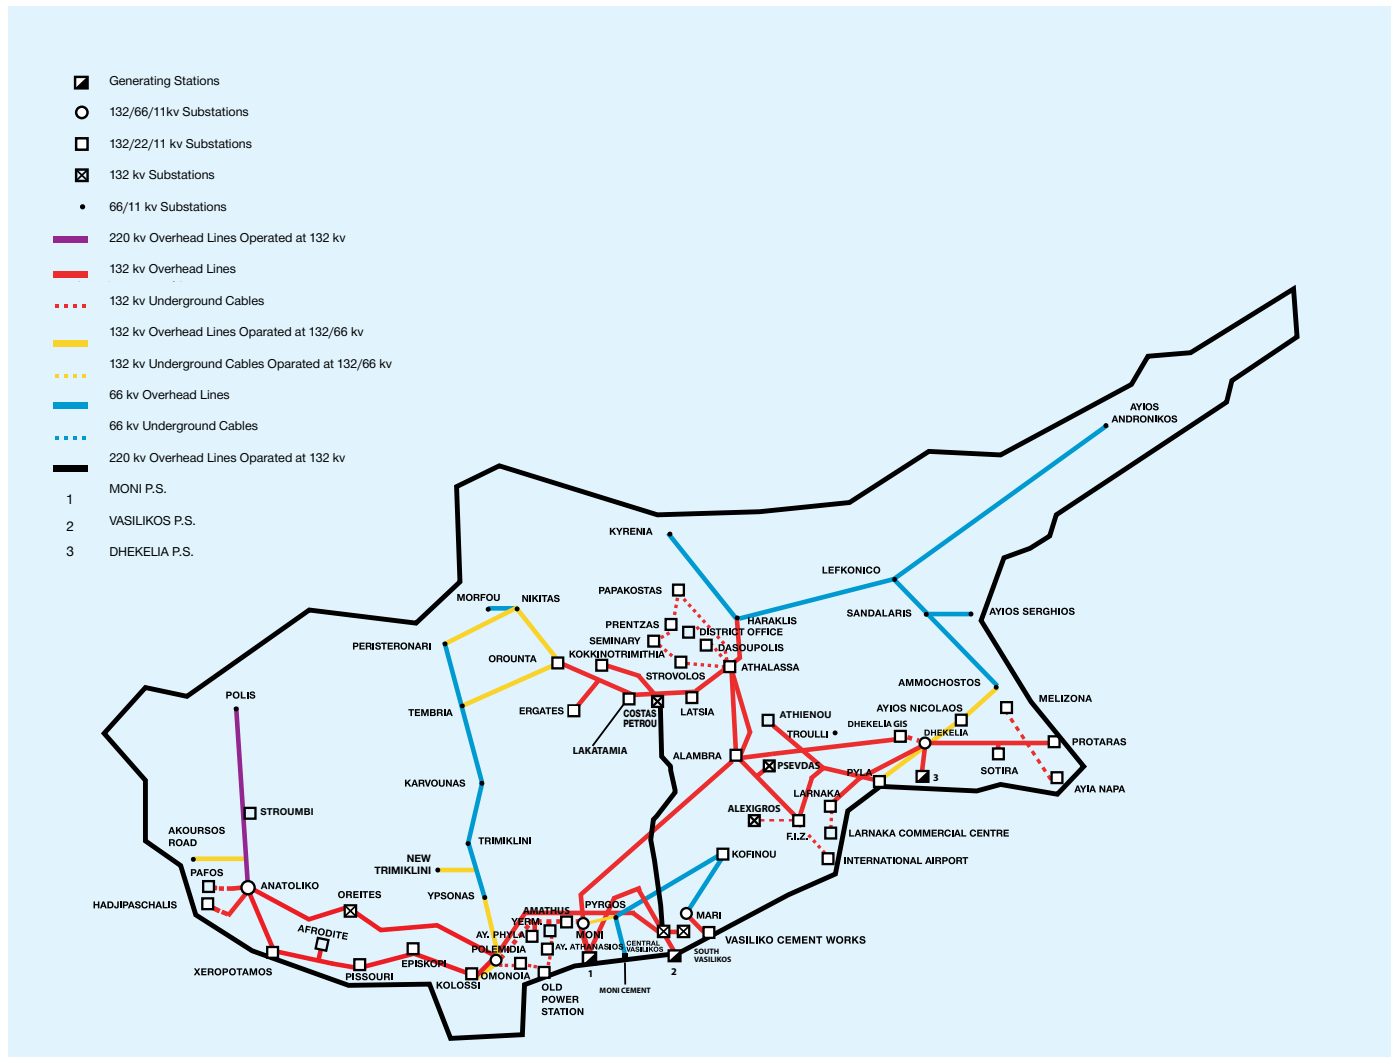 Generating Stations
132/66/11kv Substations
132/22/11 kv Substations
132 kv Substations
66/11 kv Substations
220 kv Overhead Lines Operated at 132 kv
132 kv Overhead Lines
132 kv Underground Cables
132 kv Overhead Lines Oparated at 132/66 kv
132 kv Underground Cables Oparated at 132/66 kv
66 kv Overhead Lines
66 kv Underground Cables
220 kv Overhead Lines Oparated at 132 kv
1 MONI P.S.
2 VASILIKOS P.S.
3 DHEKELIA P.S.
AYIOS
ANDRONIKOS
KYRENIA
LEFKONICO
PAPAKOSTAS
MORFOU
NIKITAS
SANDALARIS
AYIOS SERGHIOS
HARAKLIS
PRENTZAS
DISTRICT OFFICE
SEMINARY
DASOUPOLIS
PERISTERONARI
OROUNTA
KOKKINOTRIMITHIA
STROVOLOS
ATHALASSA
AMMOCHOSTOS
MELIZONA
POLIS
TEMBRIA
ERGATES
COSTAS
PETROU
LATSIA
ATHIENOU
AYIOS NICOLAOS
DHEKELIA GIS
DHEKELIA
TROULLI
PROTARAS
LAKATAMIA
ALAMBRA
PSEVDAS
PYLA
3
SOTIRA
AYIA NAPA
KARVOUNAS
LARNAKA
ALEXIGROS
STROUMBI
F.I.Z.
LARNAKA COMMERCIAL CENTRE
AKOURSOS
ROAD
TRIMIKLINI
NEW
TRIMIKLINI
KOFINOU
INTERNATIONAL AIRPORT
PAFOS
ANATOLIKO
OREITES
YPSONAS
HADJIPASCHALIS
AMATHUS
PYRGOS
YERM.
MARI
AFRODITE
AY. PHYLA
MONI
VASILIKO CEMENT WORKS
POLEMIDIA
AY. ATHANASIOS
CENTRAL
VASILIKOS
SOUTH
VASILIKOS
XEROPOTAMOS
PISSOURI
EPISKOPI
KOLOSSI
OMONOIA
1
2
OLD
POWER
STATION
MONI CEMENT